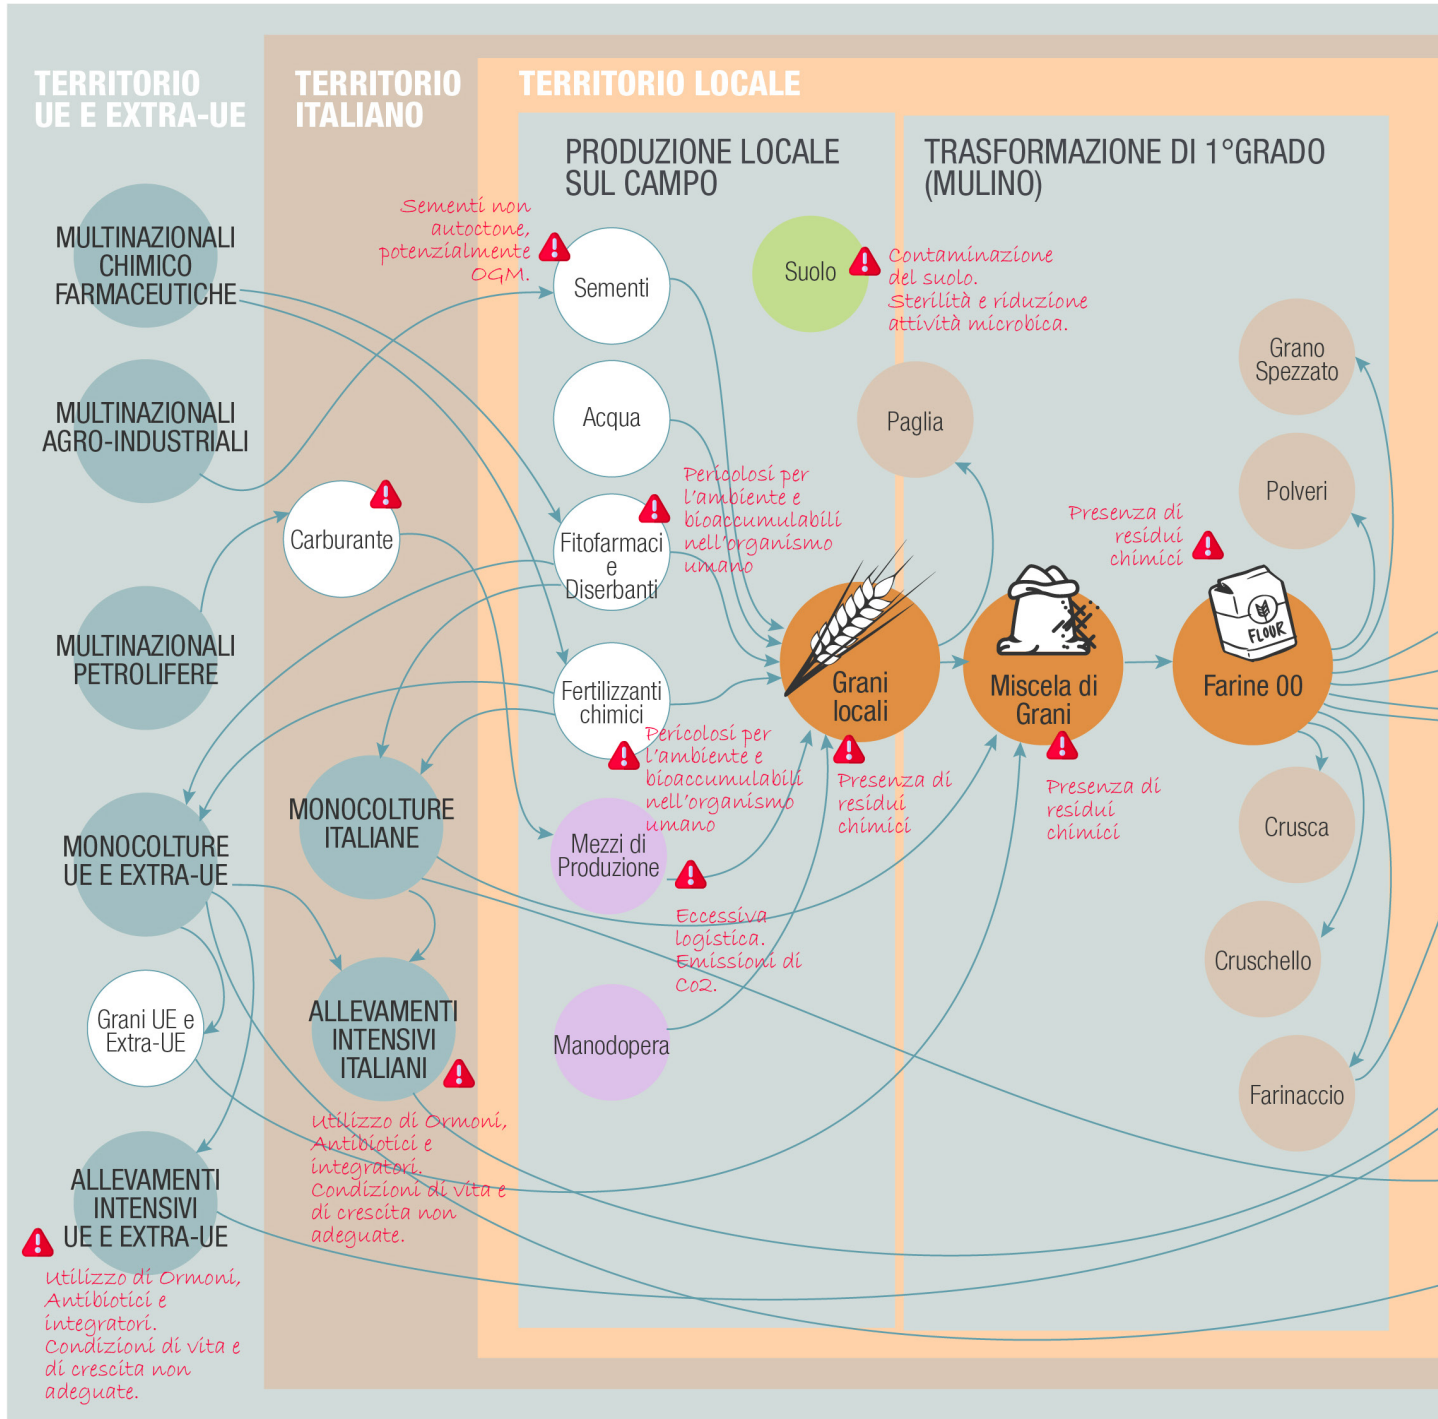 TERRITORIO
UE E EXTRA-UE
TERRITORIO
ITALIANO
TERRITORIO LOCALE
PRODUZIONE LOCALE
SUL CAMPO
TRASFORMAZIONE DI 1°GRADO
(MULINO)
MULTINAZIONALI
CHIMICO
FARMACEUTICHE
MULTINAZIONALI
AGRO-INDUSTRIALI
MULTINAZIONALI
PETROLIFERE
MONOCOLTURE
UE E EXTRA-UE
Grani UE e
Extra-UE
ALLEVAMENTI
INTENSIVI
UE E EXTRA-UE
Utilizzo di Ormoni,
Antibiotici e
integratori.
Condizioni di vita e
di crescita non
adeguate.
Carburante
MONOCOLTURE
ITALIANE
ALLEVAMENTI
INTENSIVI
ITALIANI
Utilizzo di Ormoni,
Antibiotici e
integratori.
Condizioni di vita e
di crescita non
adeguate.
Sementi non
autoctone,
potenzialmente
OGM.
Sementi
Acqua
Fitofarmaci
e
Diserbanti
Pericolosi per
l'ambiente e
bioaccumulabili
nell'organismo
umano
Fertilizzanti
chimici
Pericolosi per
l'ambiente e
bioaccumulabili
nell'organismo
umano
Mezzi di
Produzione
Eccessiva
logistica.
Emissioni di
Co2.
Manodopera
Suolo
Contaminazione
del suolo.
Sterilità e riduzione
attività microbica.
Paglia
Grani
locali
Presenza di
residui
chimici
Miscela di
Grani
Presenza di
residui
chimici
Presenza di
residui
chimici
FLOUR
Farine 00
Grano
Spezzato
Polveri
Crusca
Cruschello
Farinaccio